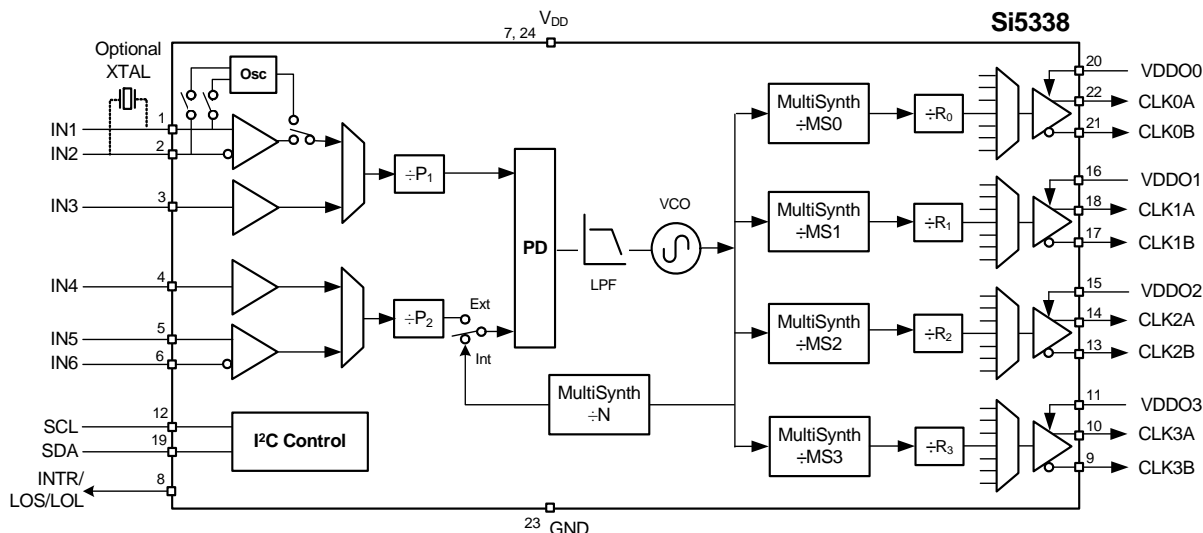 Si5338
V_DD
7, 24
Optional
XTAL
Osc
IN1
1
IN2
2
IN3
3
IN4
4
IN5
5
IN6
6
÷P₁
÷P₂
Ext
Int
PD
LPF
VCO
MultiSynth
÷N
MultiSynth
÷MS0
÷R₀
20
VDDO0
22
CLK0A
21
CLK0B
MultiSynth
÷MS1
÷R₁
16
VDDO1
18
CLK1A
17
CLK1B
MultiSynth
÷MS2
÷R₂
15
VDDO2
14
CLK2A
13
CLK2B
MultiSynth
÷MS3
÷R₃
11
VDDO3
10
CLK3A
9
CLK3B
SCL
12
SDA
19
I²C Control
INTR/
LOS/LOL
8
23
GND